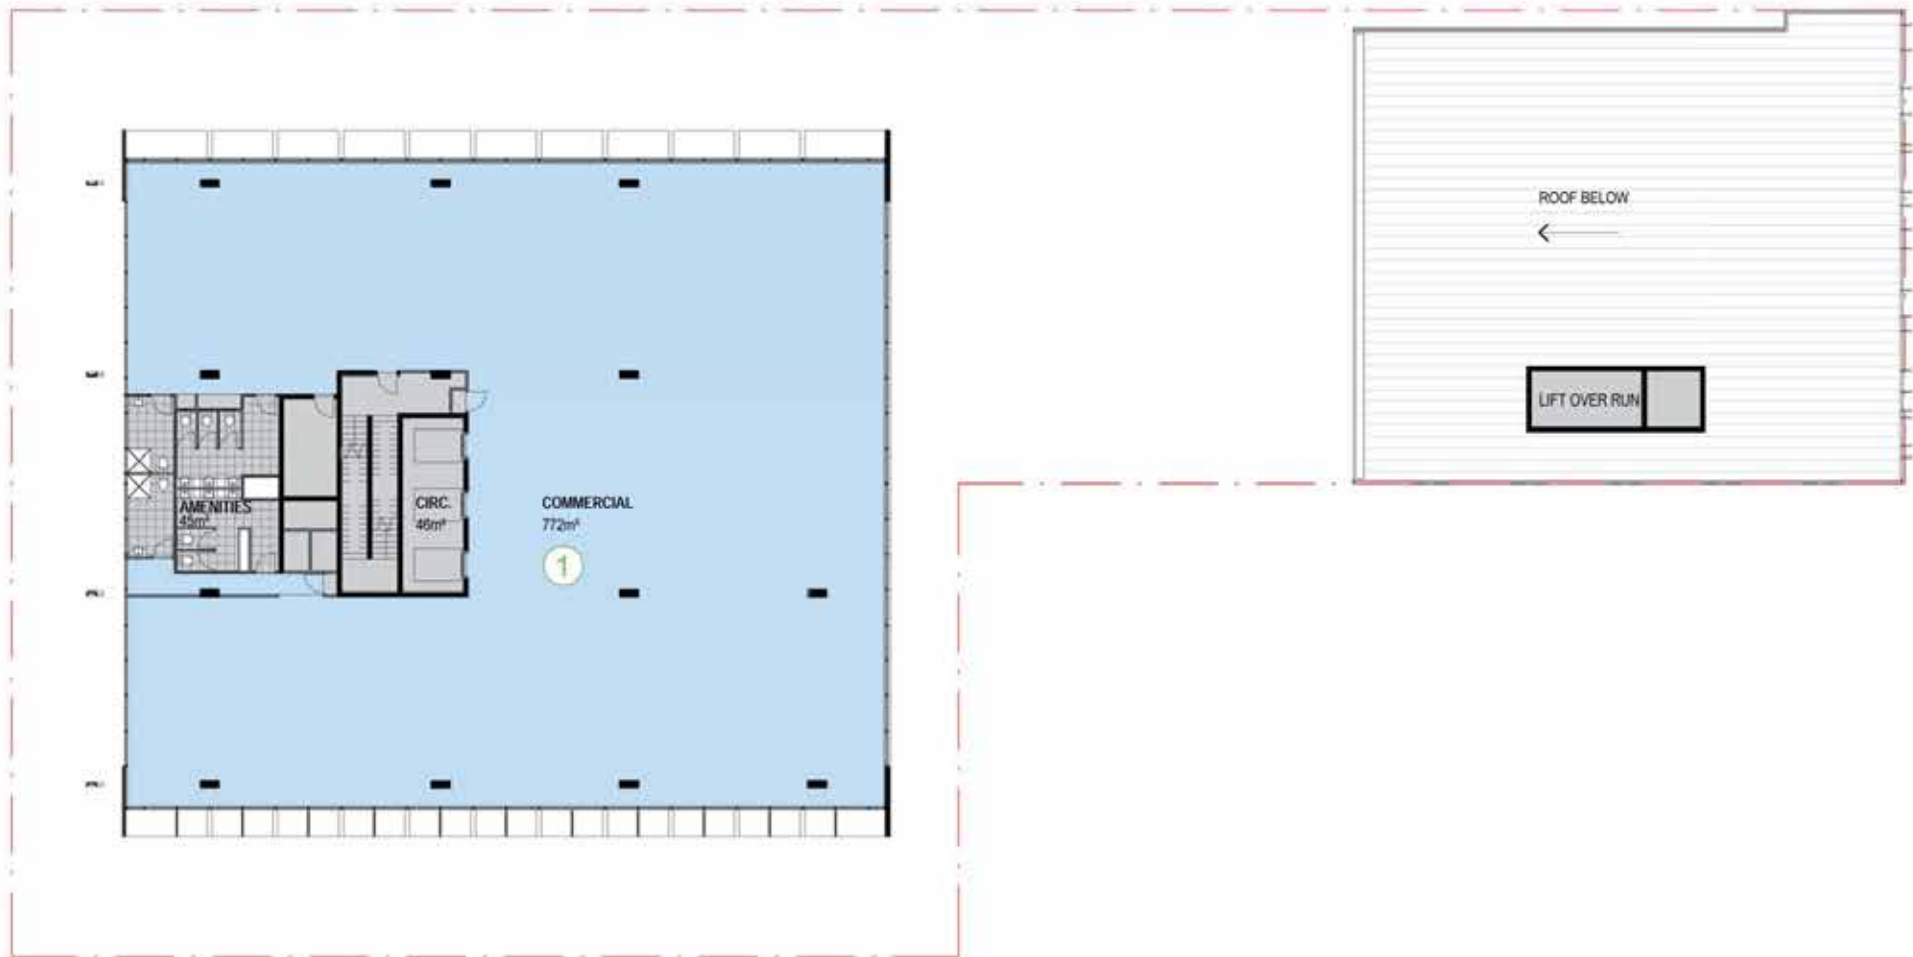 ROOF BELOW
LIFT OVER RUN
AMENITIES
45m²
CIRC.
46m²
COMMERCIAL
772m²
1